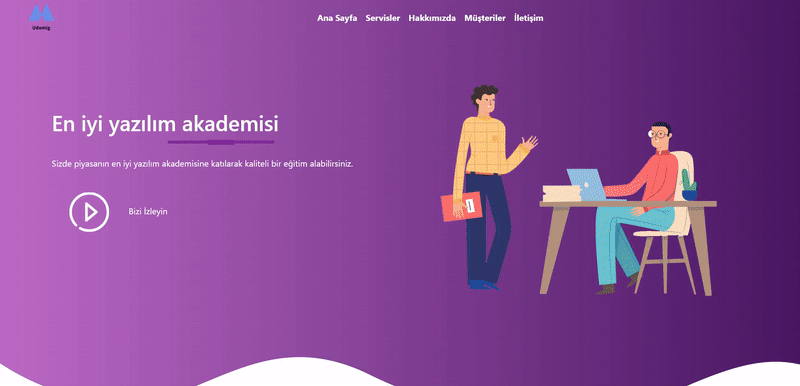 Udemig
Ana Sayfa Servisler Hakkımızda Müşteriler İletişim
En iyi yazılım akademisi
Sizde piyasanın en iyi yazılım akademisine katılarak kaliteli bir eğitim alabilirsiniz.
Bizi İzleyin